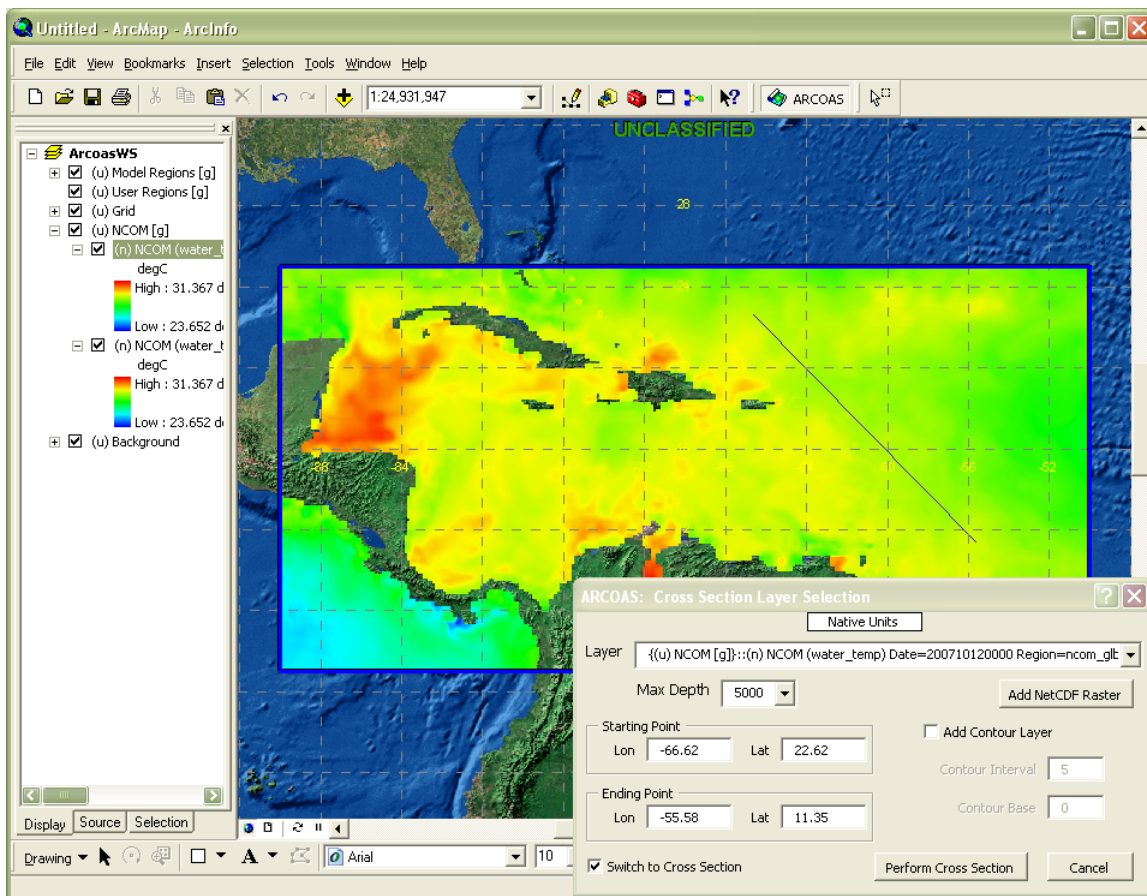 Untitled - ArcMap - ArcInfo
File Edit View Bookmarks Insert Selection Tools Window Help
1:24,931,947
ARCOAS
ArcoasWS
(u) Model Regions [g]
(u) User Regions [g]
(u) Grid
(u) NCOM [g]
(n) NCOM (water_t
degC
High : 31.367 d
Low : 23.652 de
(n) NCOM (water_t
degC
High : 31.367 d
Low : 23.652 de
(u) Background
Display Source Selection
UNCLASSIFIED
28
24
-88 -84 -60 -56 -52
ARCOAS: Cross Section Layer Selection
Native Units
Layer {(u) NCOM [g]}::(n) NCOM (water_temp) Date=200710120000 Region=ncom_glb
Max Depth 5000
Add NetCDF Raster
Starting Point
Lon -66.62 Lat 22.62
Add Contour Layer
Contour Interval 5
Ending Point
Lon -55.58 Lat 11.35
Contour Base 0
Switch to Cross Section
Perform Cross Section
Cancel
Drawing
A
Arial
10